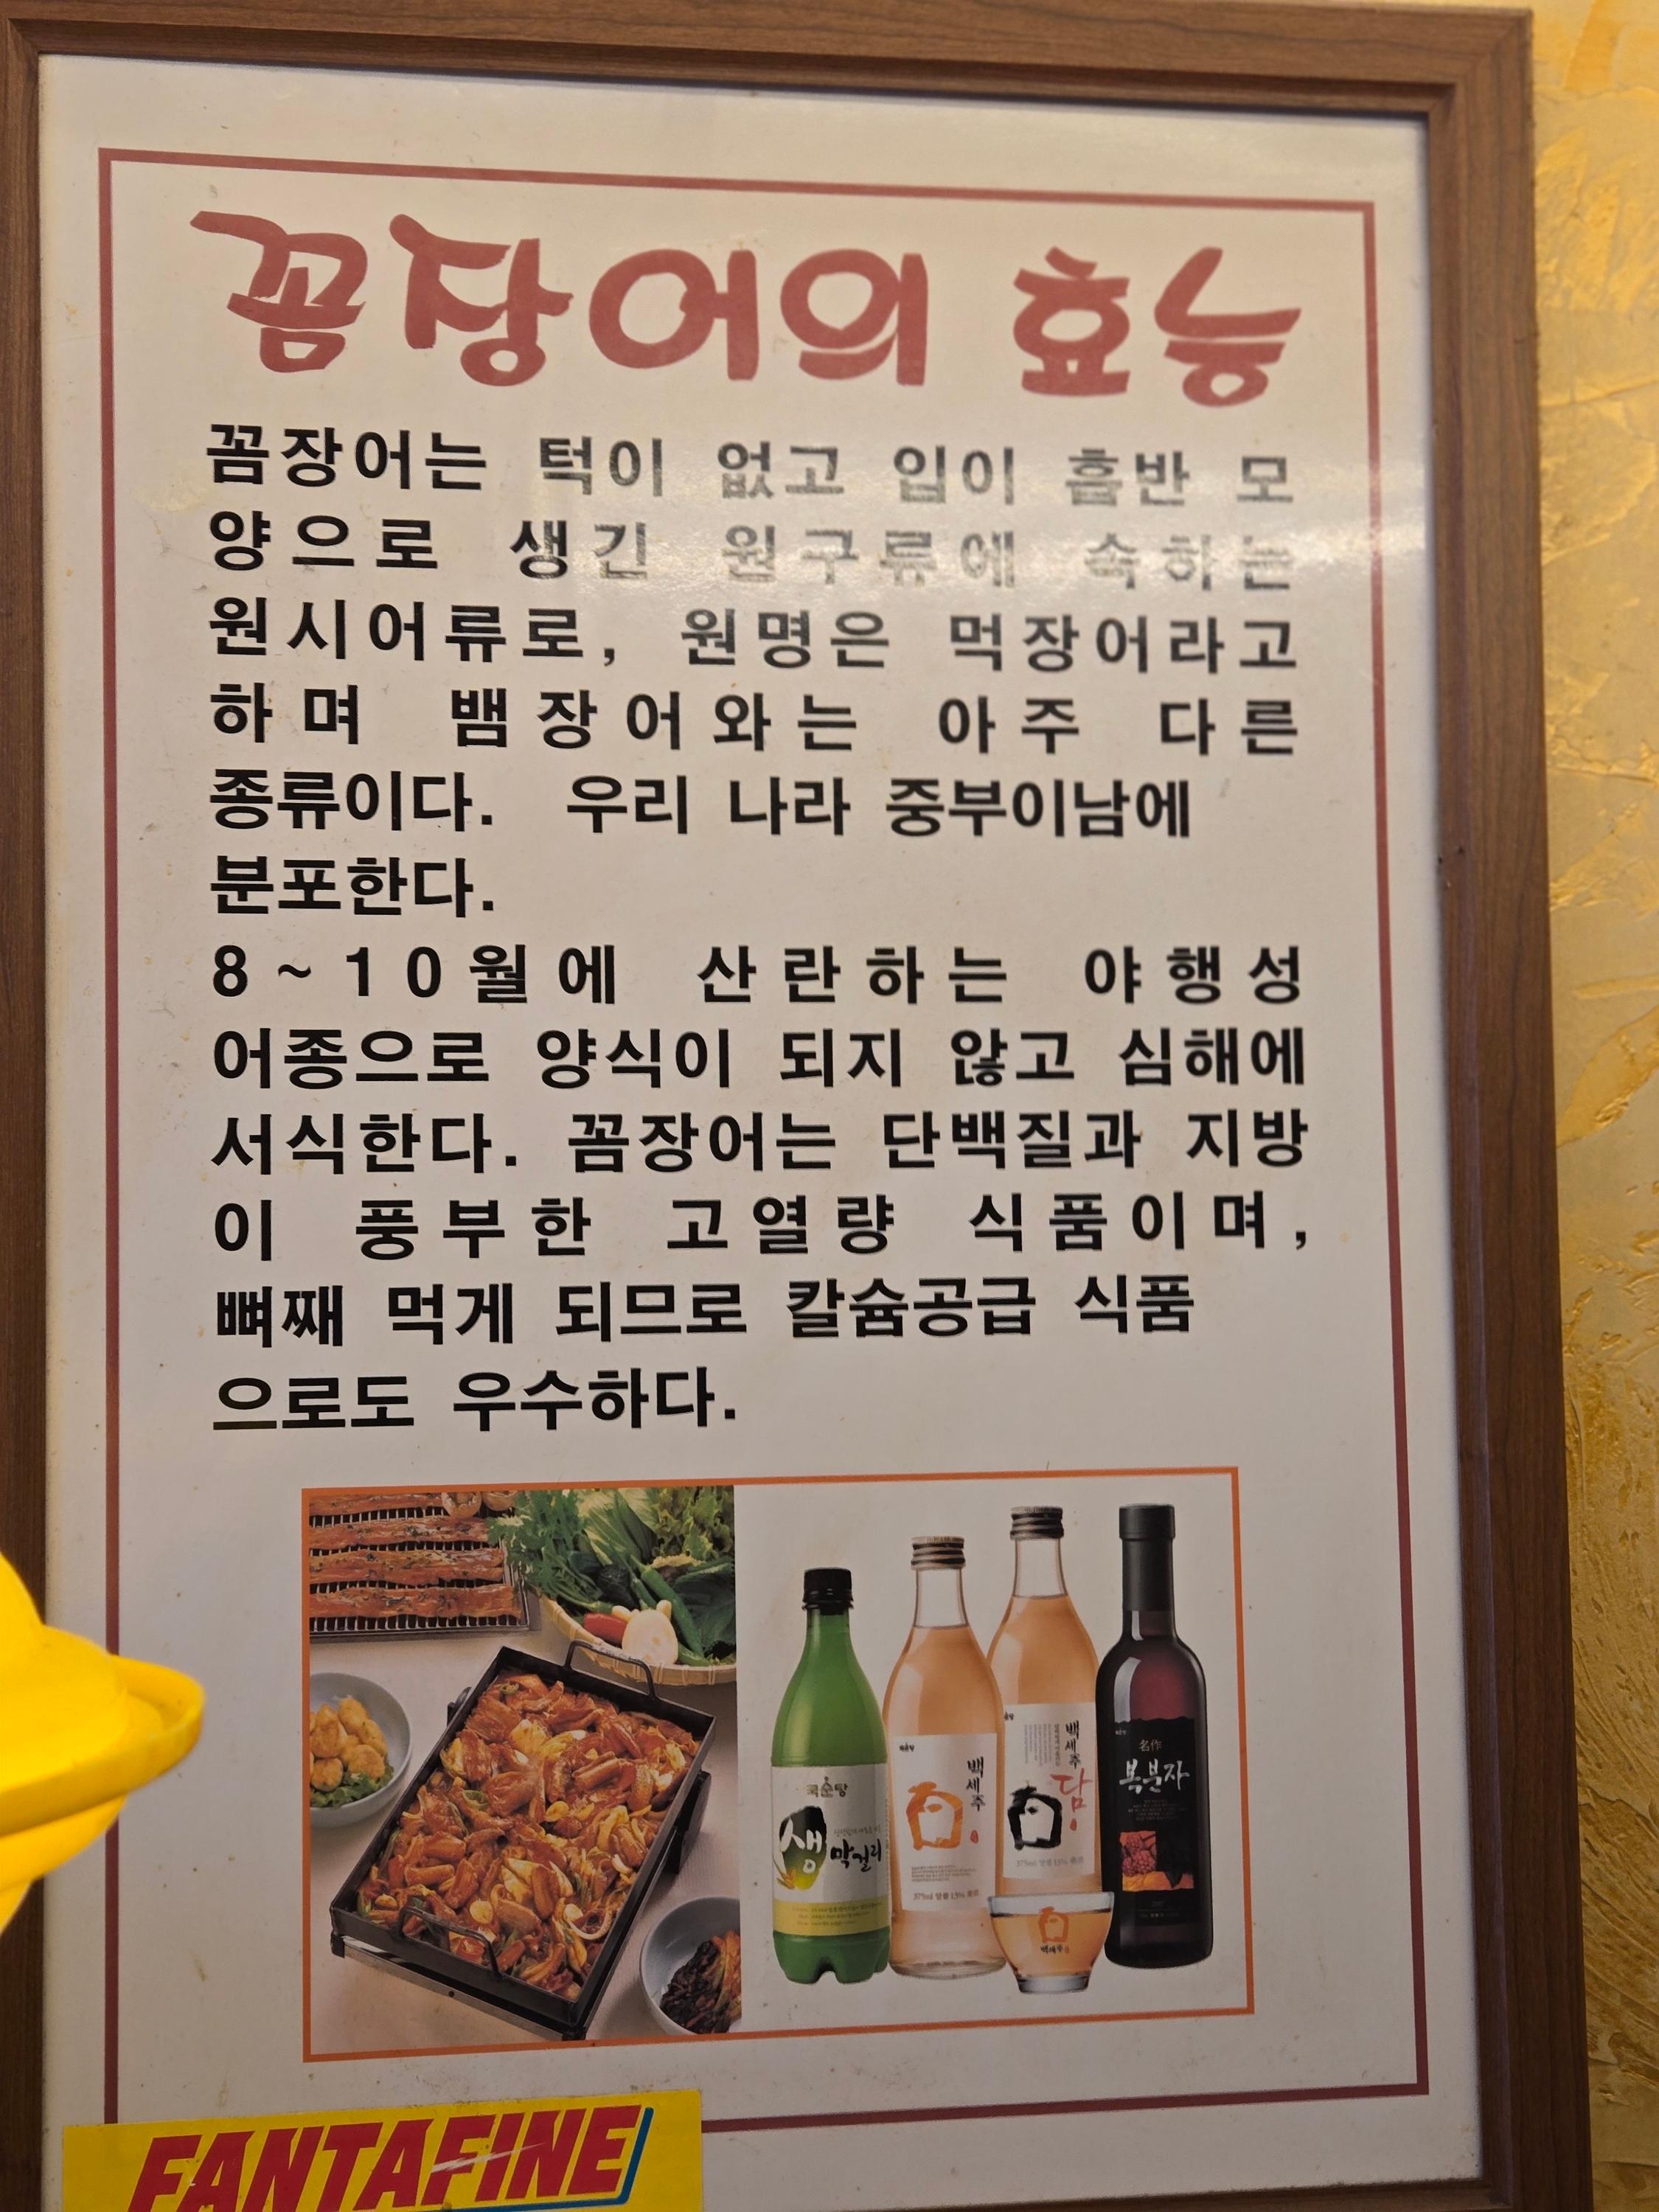 꼼장어의 효능
꼼장어는 턱이 없고 입이 흡반 모
양으로 생긴 원구류에 속하는
원시어류로, 원명은 먹장어라고
하며 뱀장어와는 아주 다른
종류이다. 우리 나라 중부이남에
분포한다.
8~10월에 산란하는 야행성
어종으로 양식이 되지 않고 심해에
서식한다. 꼼장어는 단백질과 지방
이 풍부한 고열량 식품이며,
뼈째 먹게 되므로 칼슘공급 식품
으로도 우수하다.
국순당
생
막걸리
백세주
375ml
13%
백세주
담
375ml
13%
名作
복분자
백세주
FANTAFINE